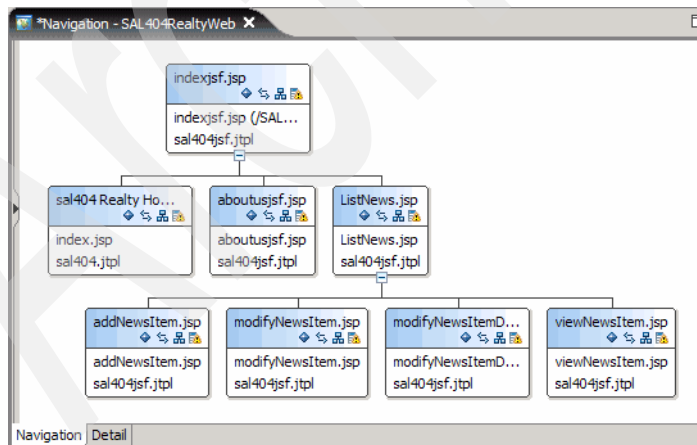 *Navigation - SAL404RealtyWeb
indexjsf.jsp
indexjsf.jsp (/SAL...
sal404jsf.jtpl
sal404 Realty Ho...
index.jsp
sal404.jtpl
aboutusjsf.jsp
aboutusjsf.jsp
sal404jsf.jtpl
ListNews.jsp
ListNews.jsp
sal404jsf.jtpl
addNewsItem.jsp
addNewsItem.jsp
sal404jsf.jtpl
modifyNewsItem.jsp
modifyNewsItem.jsp
sal404jsf.jtpl
modifyNewsItemD...
modifyNewsItemD...
sal404jsf.jtpl
viewNewsItem.jsp
viewNewsItem.jsp
sal404jsf.jtpl
Navigation Detail